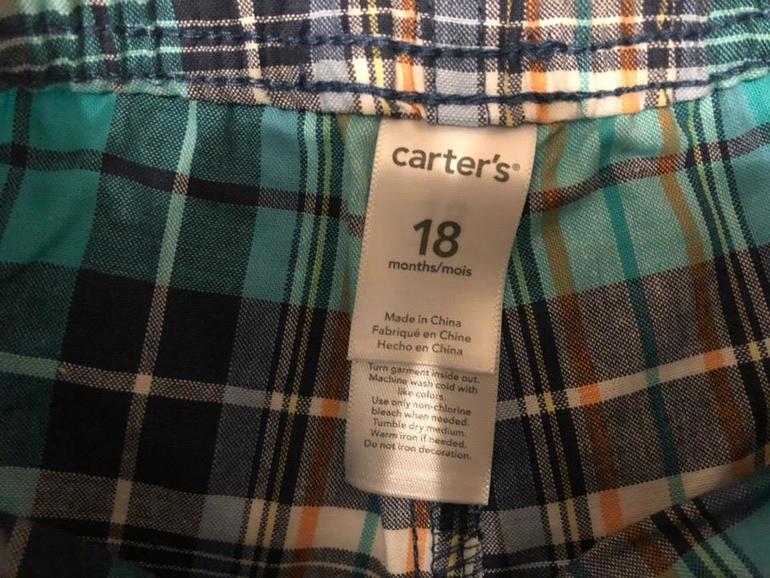 carter's®
18
months/mois
Made in China
Fabriqué en Chine
Hecho en China
Turn garment inside out.
Machine wash cold with
like colors.
Use only non-chlorine
bleach when needed.
Tumble dry medium.
Warm iron if needed.
Do not iron decoration.